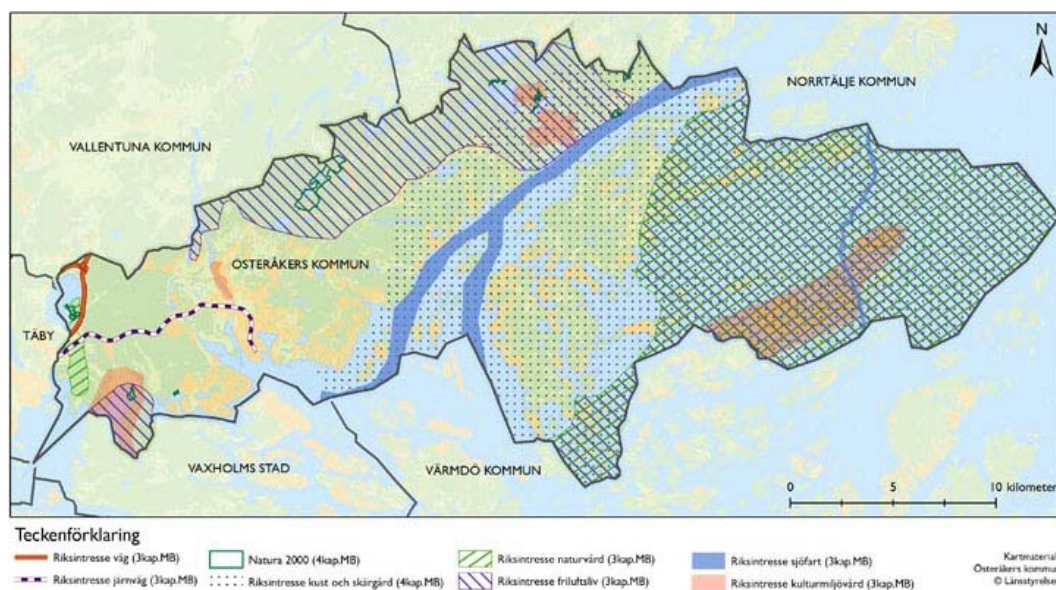 N
NORRTÄLJE KOMMUN
VALLENTUNA KOMMUN
ÖSTERÅKERS KOMMUN
TÄBY
VAXHOLMS STAD
VÄRMDÖ KOMMUN
0 5 10 kilometer
Teckenförklaring
Riksintresse väg (3kap.MB)
Riksintresse järnväg (3kap.MB)
Natura 2000 (4kap.MB)
Riksintresse kust och skärgård (4kap.MB)
Riksintresse naturvård (3kap.MB)
Riksintresse friluftsliv (3kap.MB)
Riksintresse sjöfart (3kap.MB)
Riksintresse kulturmiljövård (3kap.MB)
Kartmaterial
Österåkers kommun
© Länsstyrelse